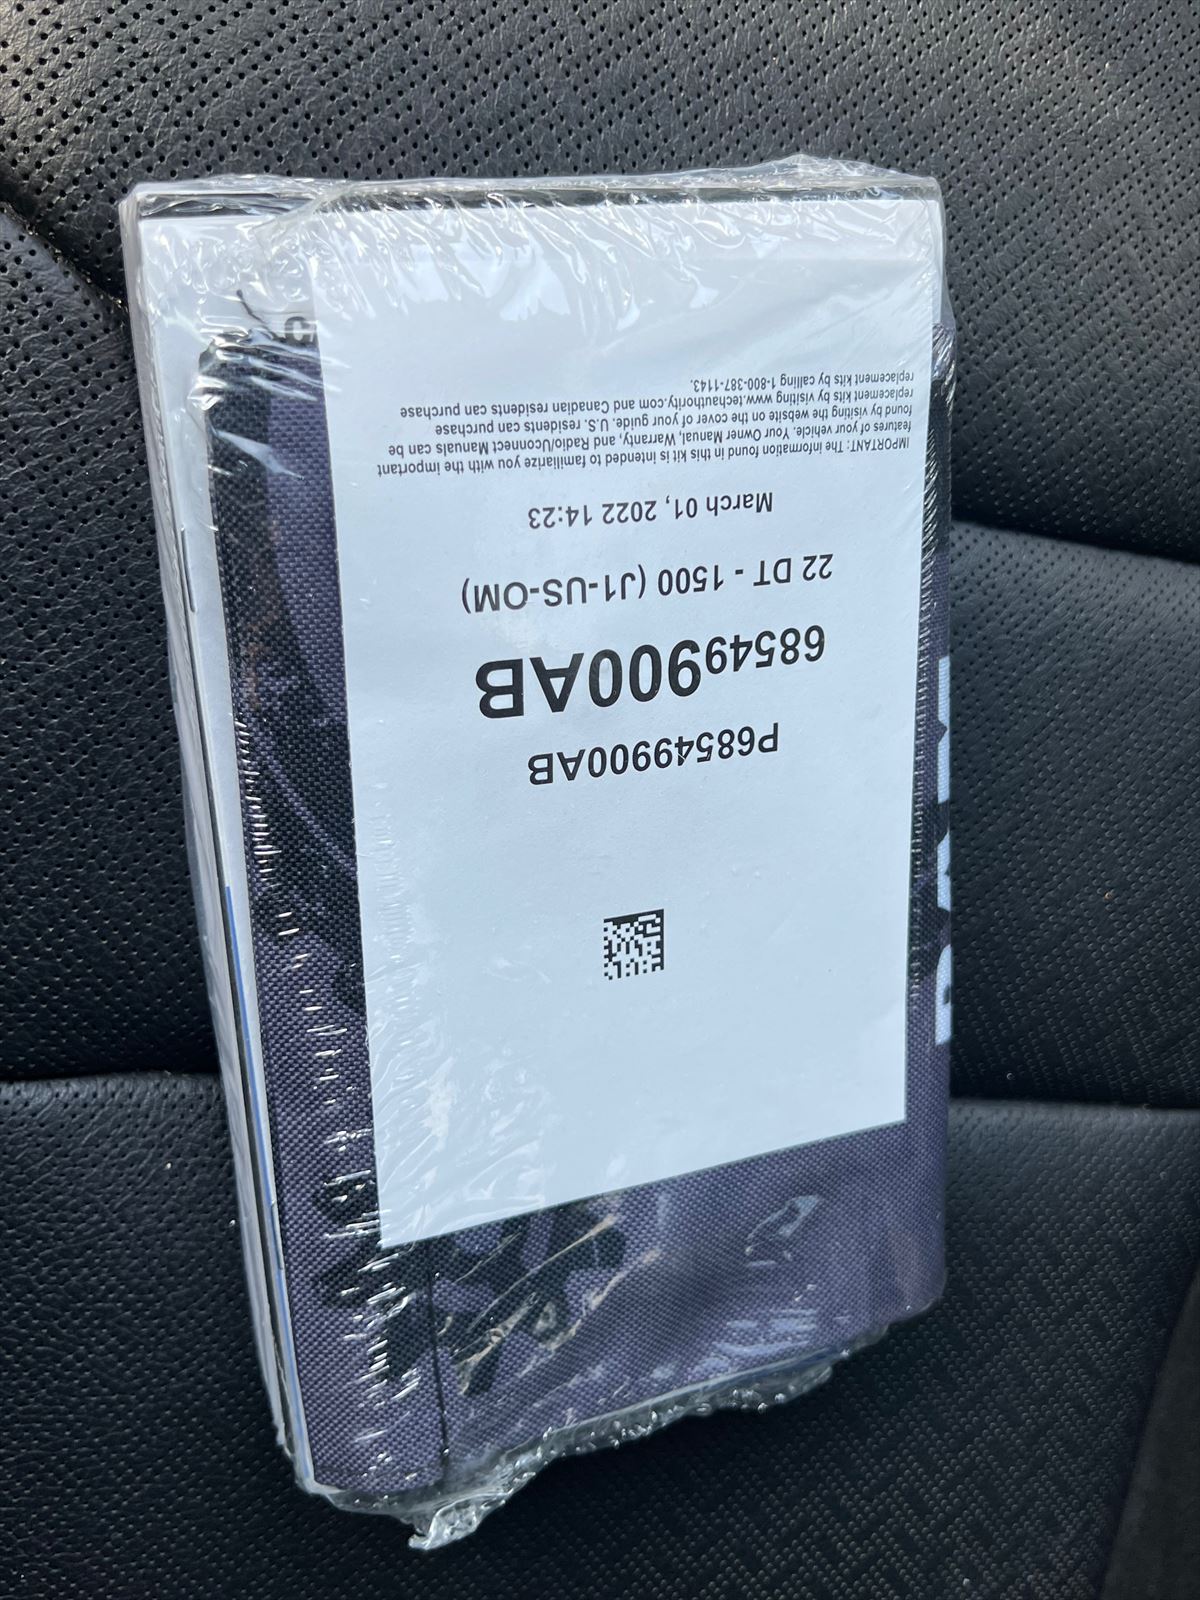 IMPORTANT: The information found in this kit is intended to familiarize you with the important
features of your vehicle. Your Owner Manual, Warranty, and Radio/Uconnect Manuals can be
found by visiting the website on the cover of your guide. U.S. residents can purchase
replacement kits by visiting www.techauthority.com and Canadian residents can purchase
replacement kits by calling 1-800-387-1143.
March 01, 2022 14:23
22 DT - 1500 (J1-US-OM)
68549900AB
P68549900AB
RAM